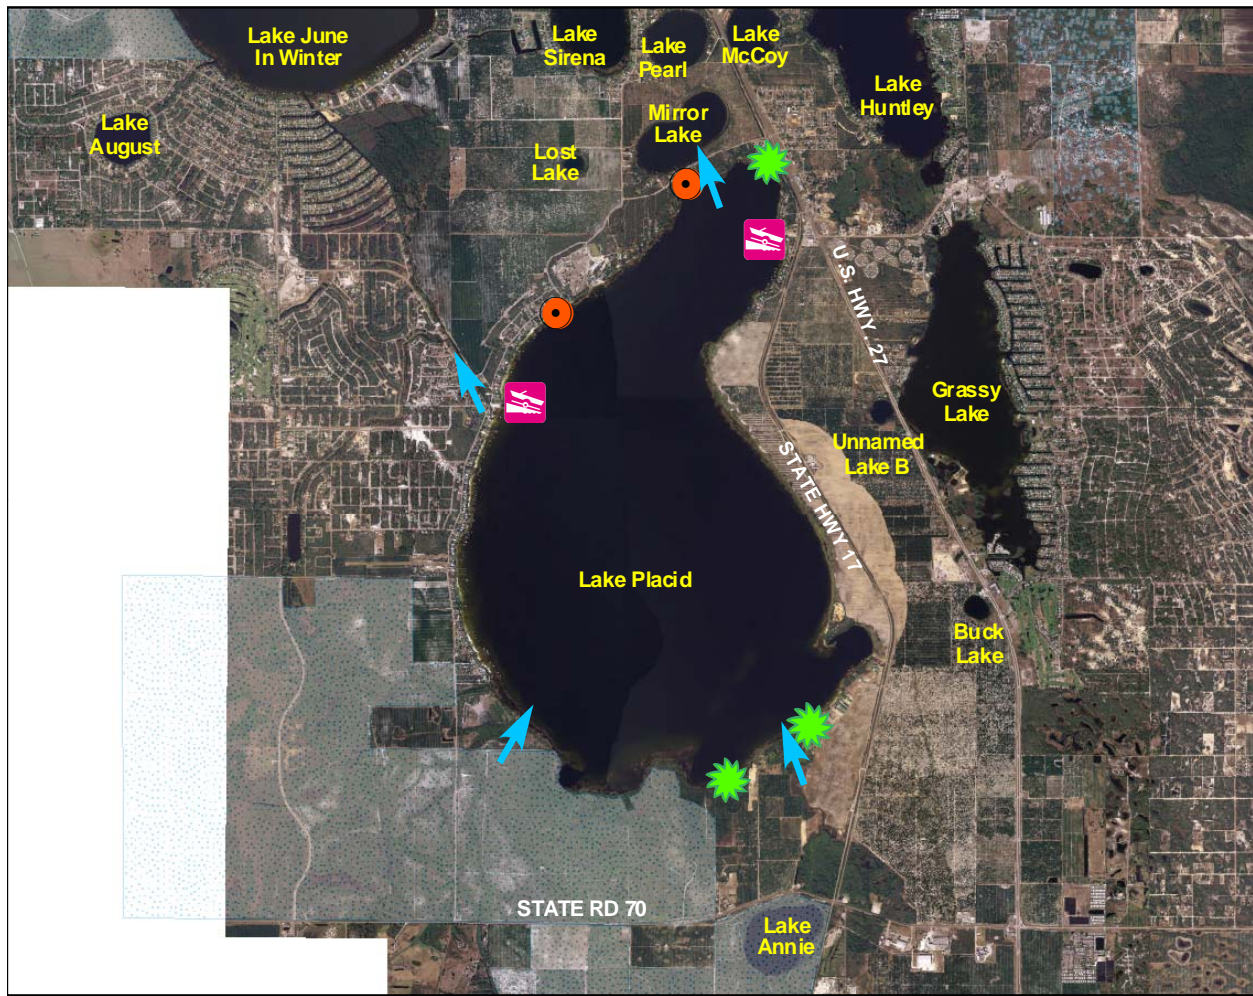 Lake June
In Winter
Lake
Sirena
Lake
Pearl
Lake
McCoy
Lake
Huntley
Lake
August
Mirror
Lake
Lost
Lake
U.S. HWY. 27
Grassy
Lake
Unnamed
Lake B
STATE HWY 17
Lake Placid
Buck
Lake
STATE RD 70
Lake
Annie